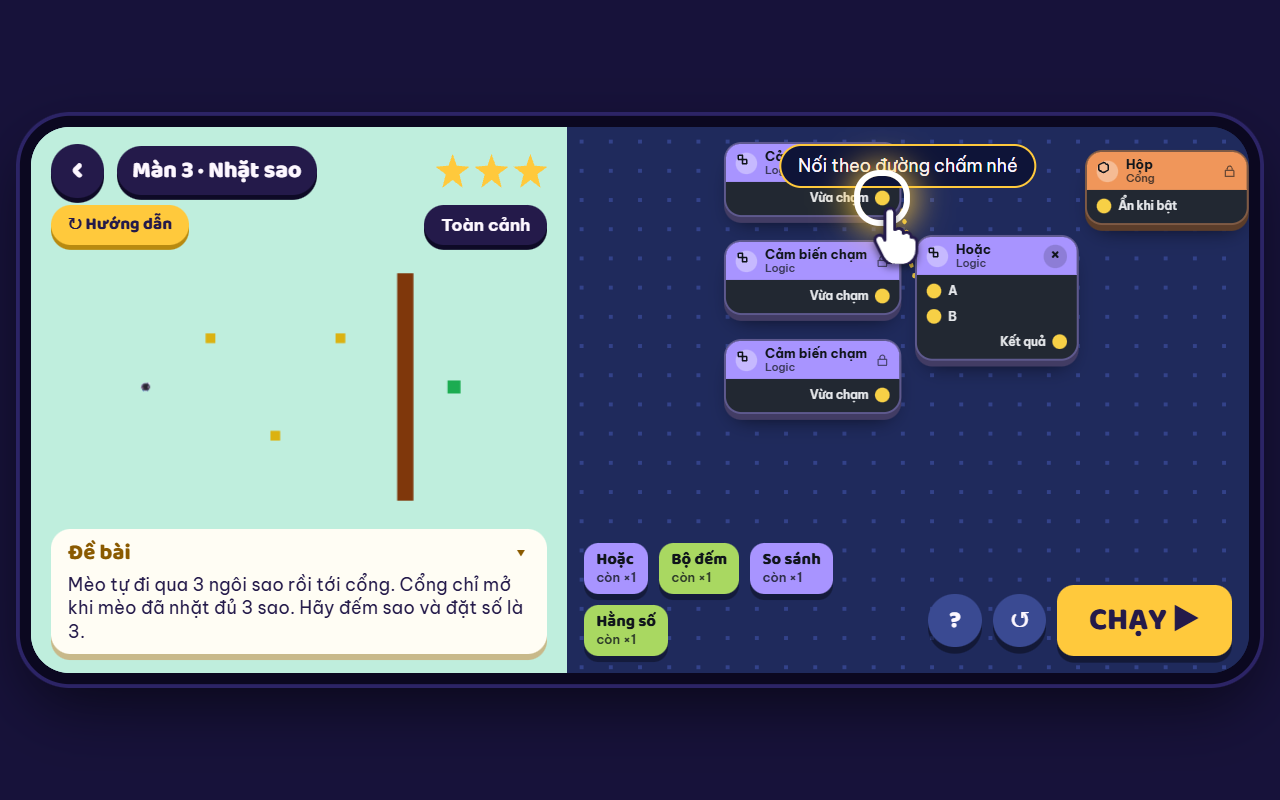 Màn 3 • Nhặt sao
↻ Hướng dẫn
Toàn cảnh
Đề bài
Mèo tự đi qua 3 ngôi sao rồi tới cổng. Cổng chỉ mở
khi mèo đã nhặt đủ 3 sao. Hãy đếm sao và đặt số là
3.
Nối theo đường chấm nhé
Vừa chạm
Cảm biến chạm
Logic
Vừa chạm
Cảm biến chạm
Logic
Vừa chạm
Hoặc
Logic
A
B
Kết quả
Hộp
Cổng
Ẩn khi bật
Hoặc
còn ×1
Bộ đếm
còn ×1
So sánh
còn ×1
Hằng số
còn ×1
?
CHẠY